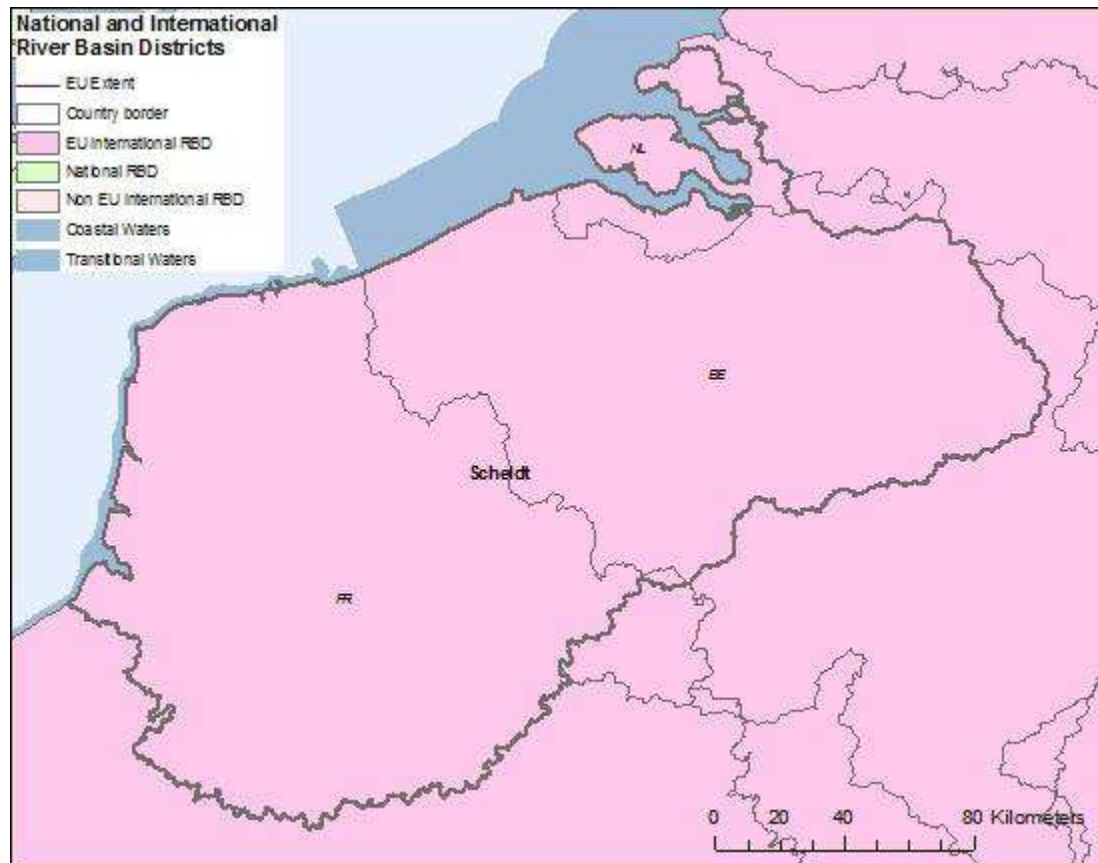 National and International
River Basin Districts
EU Extent
Country border
EU International RBD
National RBD
Non EU International RBD
Coastal Waters
Transitional Waters
NL
BE
Scheldt
FR
0 20 40 80 Kilometers